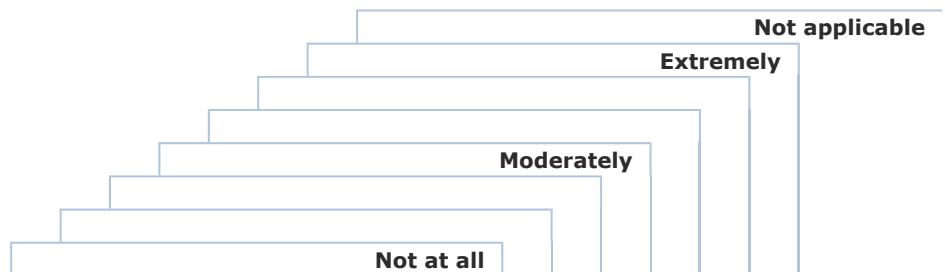 Not applicable
Extremely
Moderately
Not at all